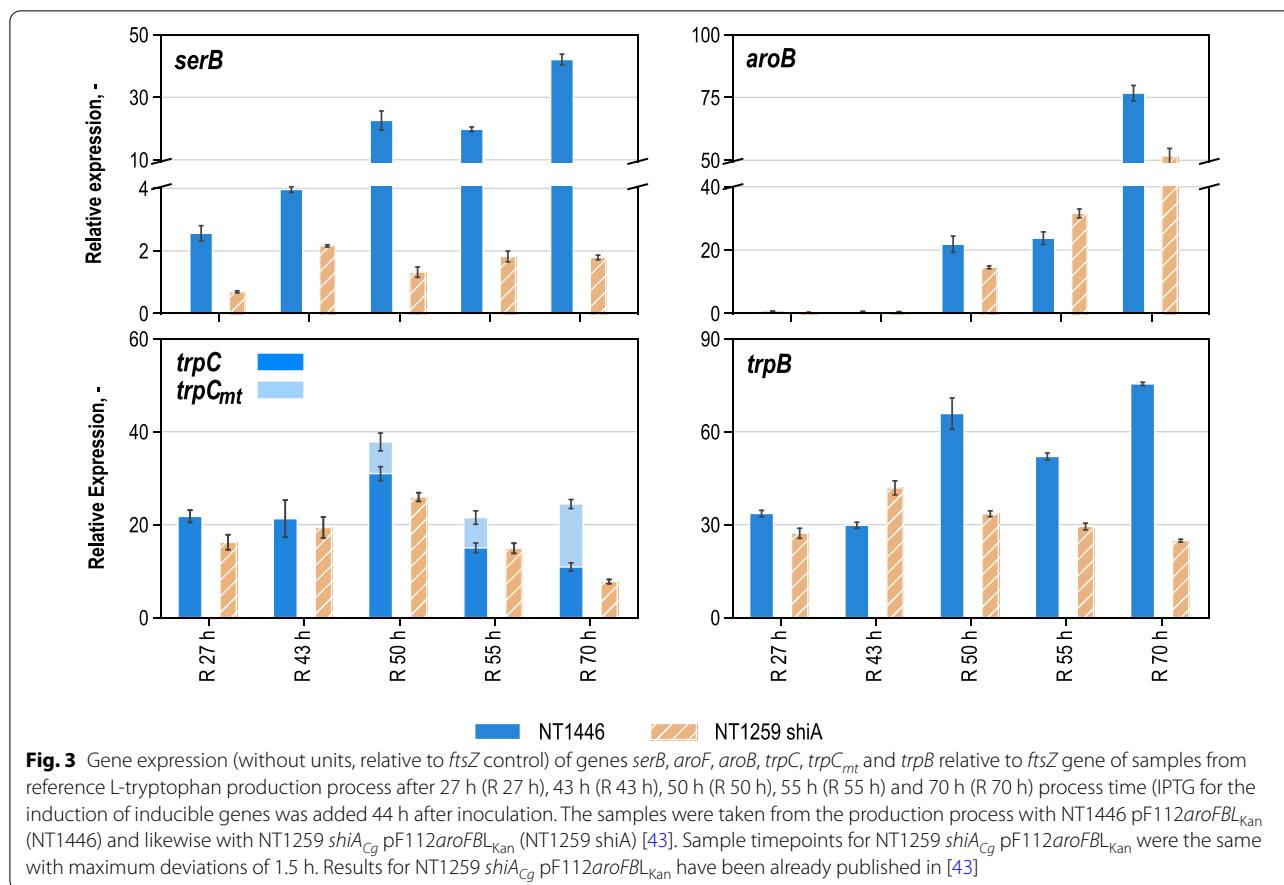 serB
aroB
Relative expression, -
50
30
10
4
2
0
100
75
50
40
20
0
trpC
trpCmt
trpB
Relative Expression, -
60
40
20
0
90
60
30
0
R 27 h
R 43 h
R 50 h
R 55 h
R 70 h
R 27 h
R 43 h
R 50 h
R 55 h
R 70 h
NT1446
NT1259 shiA
Fig. 3 Gene expression (without units, relative to ftsZ control) of genes serB, aroF, aroB, trpC, trpCmt and trpB relative to ftsZ gene of samples from
reference L-tryptophan production process after 27 h (R 27 h), 43 h (R 43 h), 50 h (R 50 h), 55 h (R 55 h) and 70 h (R 70 h) process time (IPTG for the
induction of inducible genes was added 44 h after inoculation. The samples were taken from the production process with NT1446 pF112aroFBLKan
(NT1446) and likewise with NT1259 shiACg pF112aroFBLKan (NT1259 shiA) [43]. Sample timepoints for NT1259 shiACg pF112aroFBLKan were the same
with maximum deviations of 1.5 h. Results for NT1259 shiACg pF112aroFBLKan have been already published in [43]